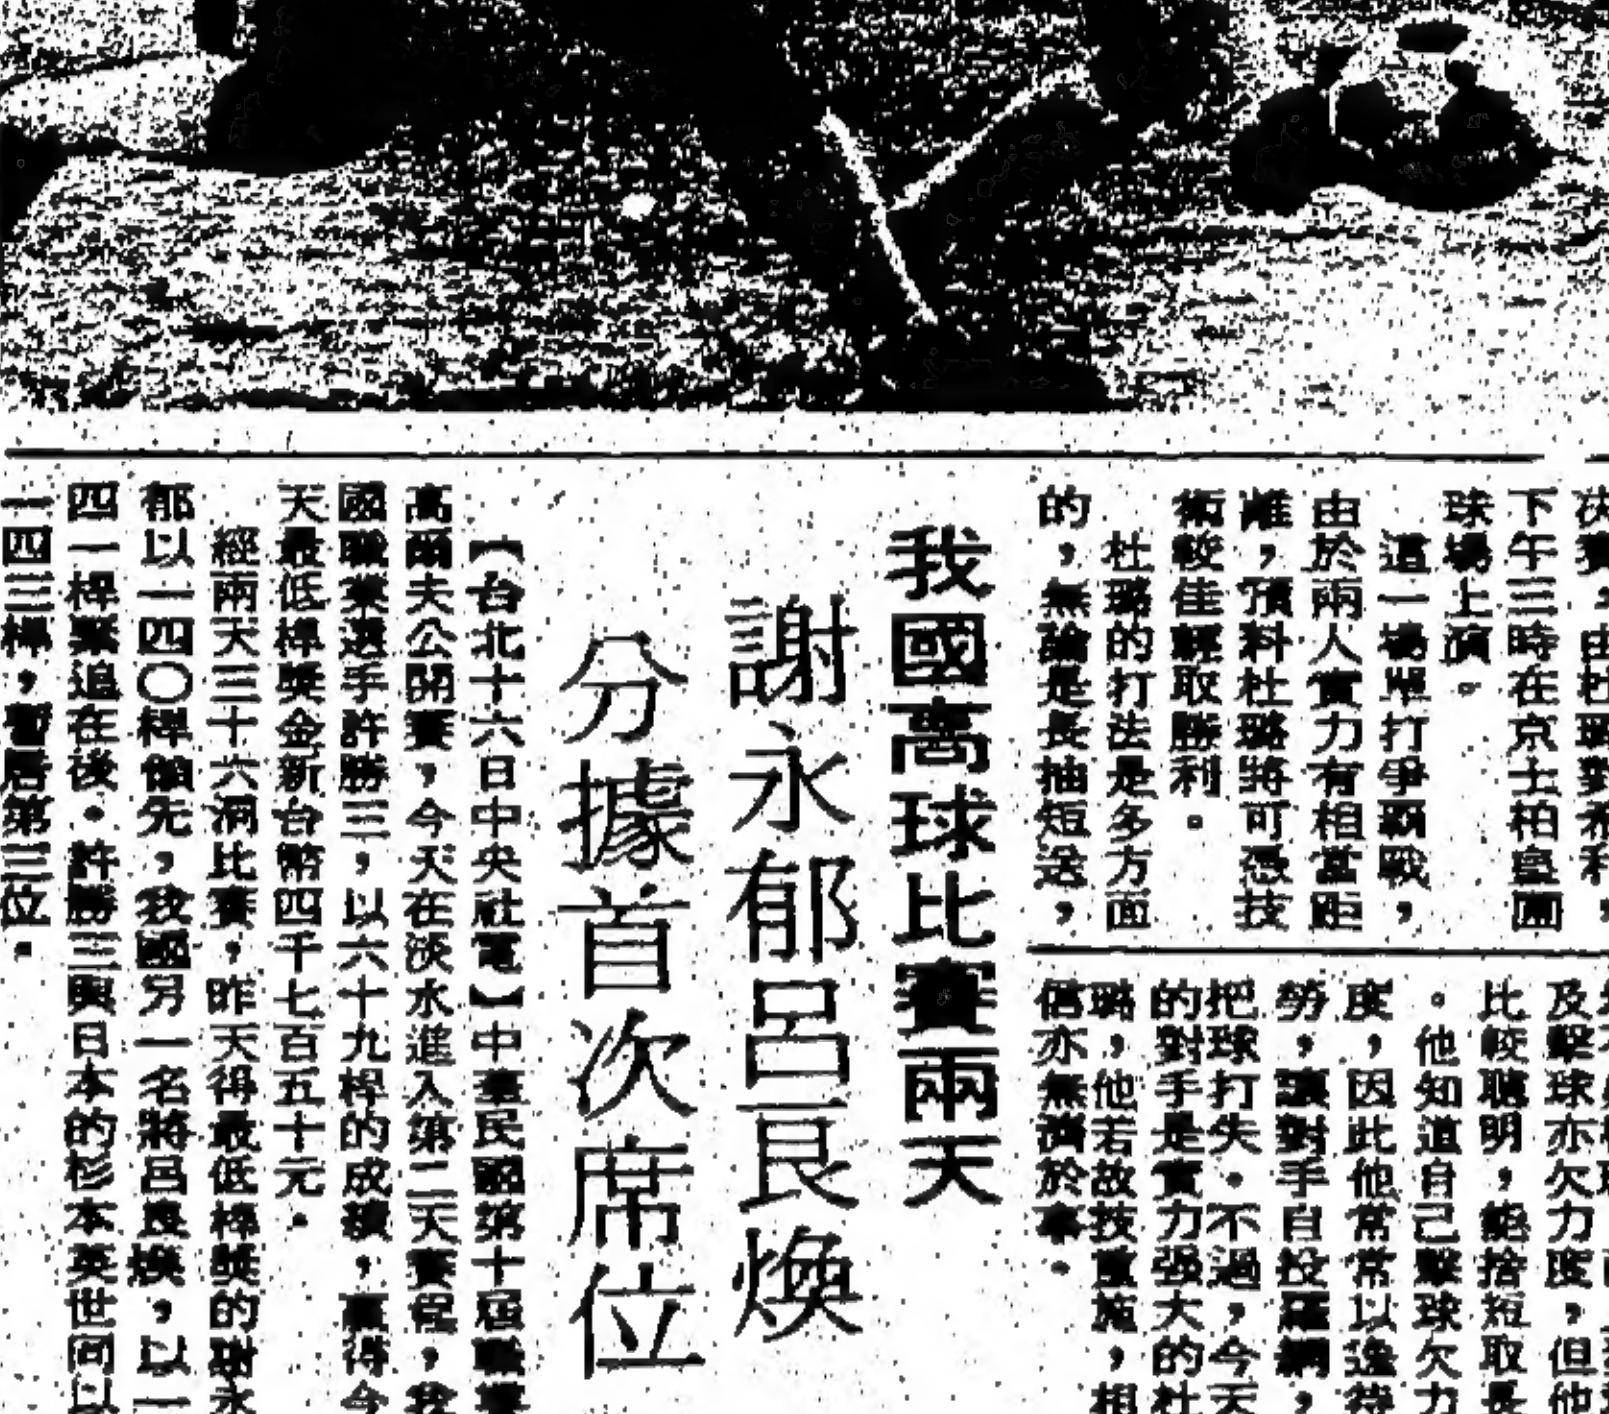 下午三時在京士柏皇囿
球場上演。
這一場單打爭霸戰，
由於兩人實力有相當距
離，預料杜璐將可憑技
術較佳輕取勝利。
杜璐的打法是多方面
的，無論是長抽短送，
及擊球亦欠力度，但他
比較聰明，能捨短取長
。他知道自己擊球欠力
度，因此他常常以逸待
勞，讓對手自投羅網，
把球打失。不過，今天
的對手是實力强大的杜
璐，他若故技重施，相
信亦無濟於事。
我國高球比賽兩天
謝永郁呂良煥
分據首次席位
【台北十六日中央社電】中華民國第十屆職業
高爾夫公開賽，今天在淡水進入第二天賽程，我
國職業選手許勝三，以六十九桿的成績，贏得今
天最低桿獎金新台幣四千七百五十元。
經兩天三十六洞比賽，昨天得最低桿獎的謝永
郁以一四〇桿領先，我國另一名將呂良煥，以一
四一桿緊追在後。許勝三與日本的杉本英世同以
一四三桿，暫居第三位。